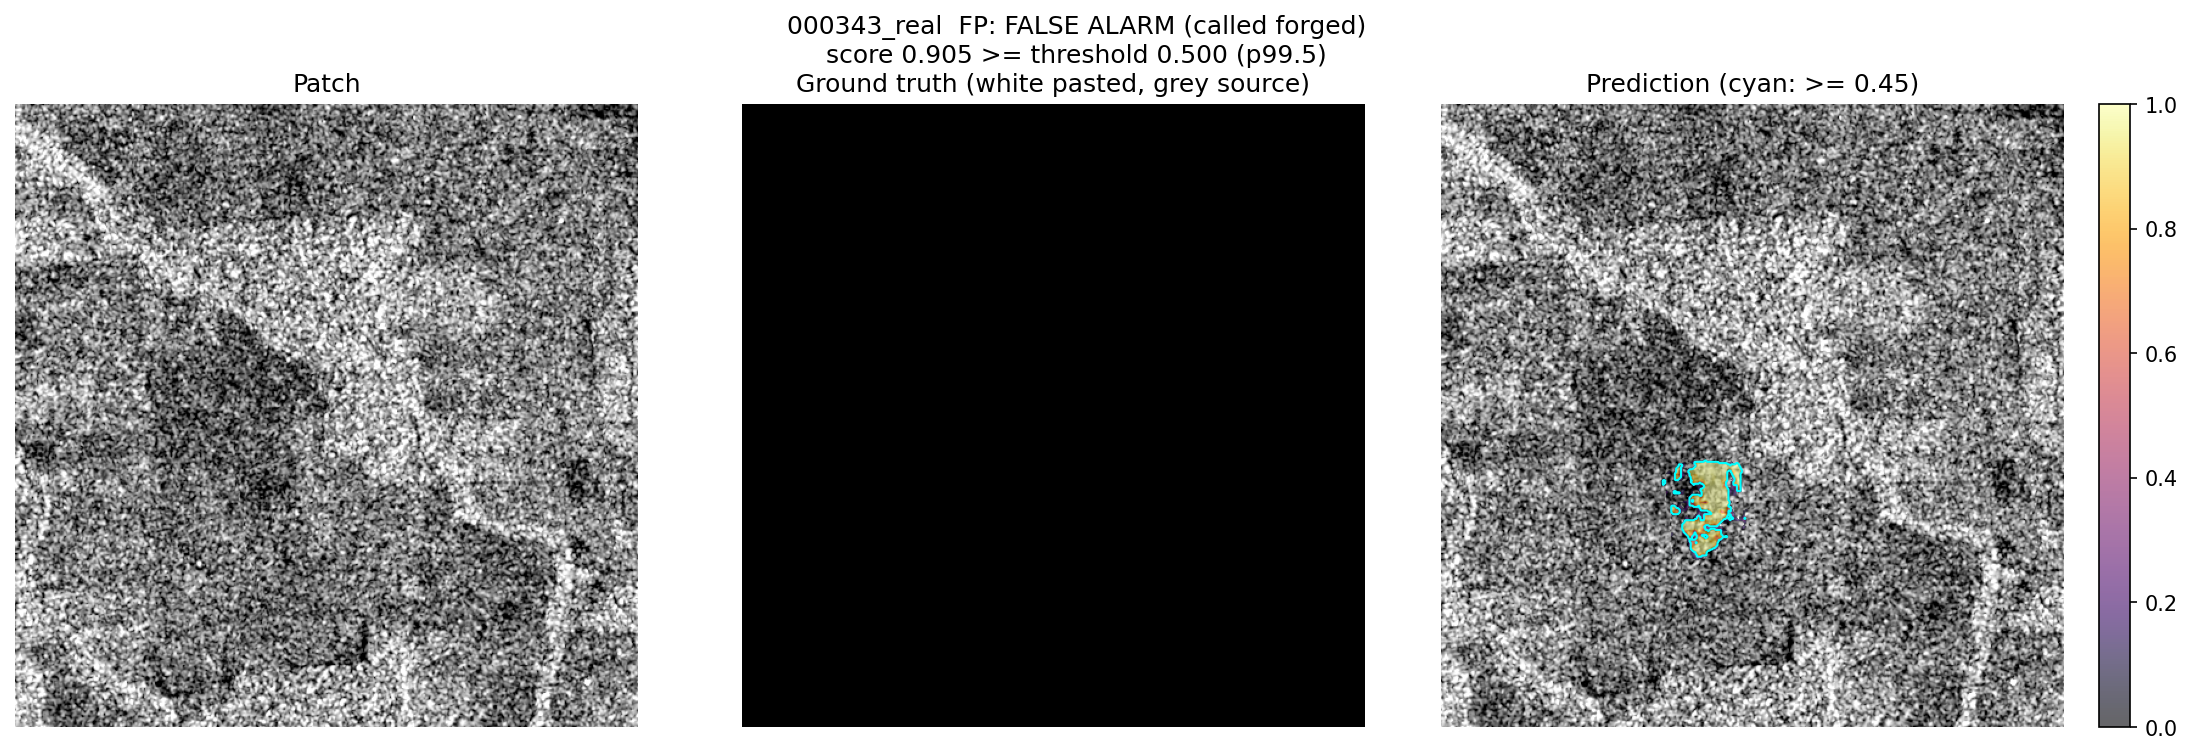 000343_real  FP: FALSE ALARM (called forged)
score 0.905 >= threshold 0.500 (p99.5)
Patch
Ground truth (white pasted, grey source)
Prediction (cyan: >= 0.45)
1.0
0.8
0.6
0.4
0.2
0.0